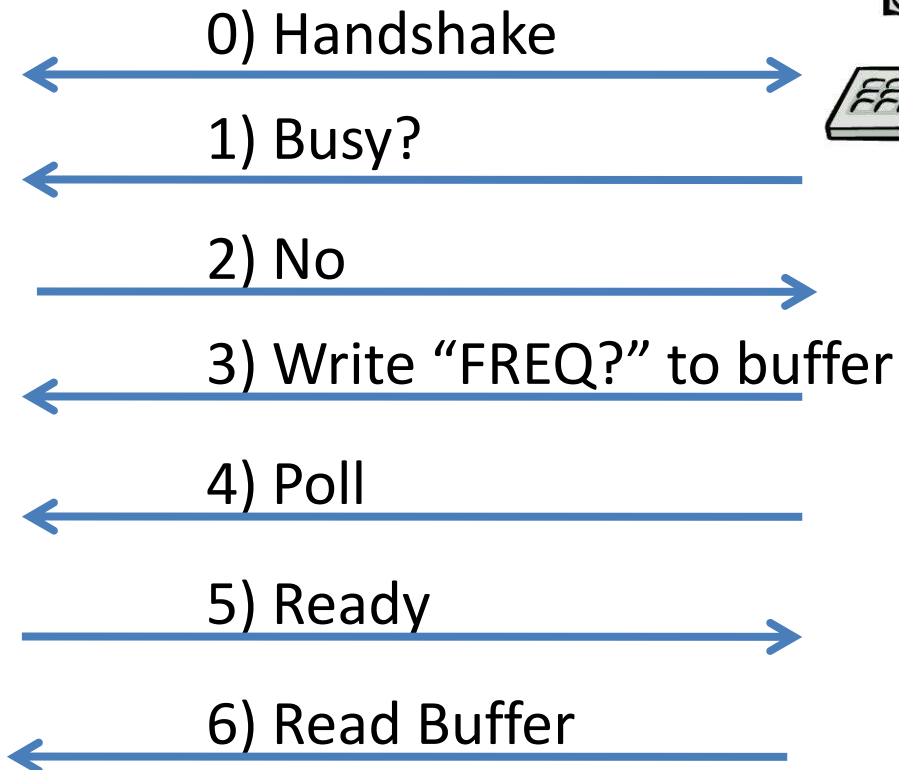 0) Handshake
1) Busy?
2) No
3) Write “FREQ?” to buffer
4) Poll
5) Ready
6) Read Buffer